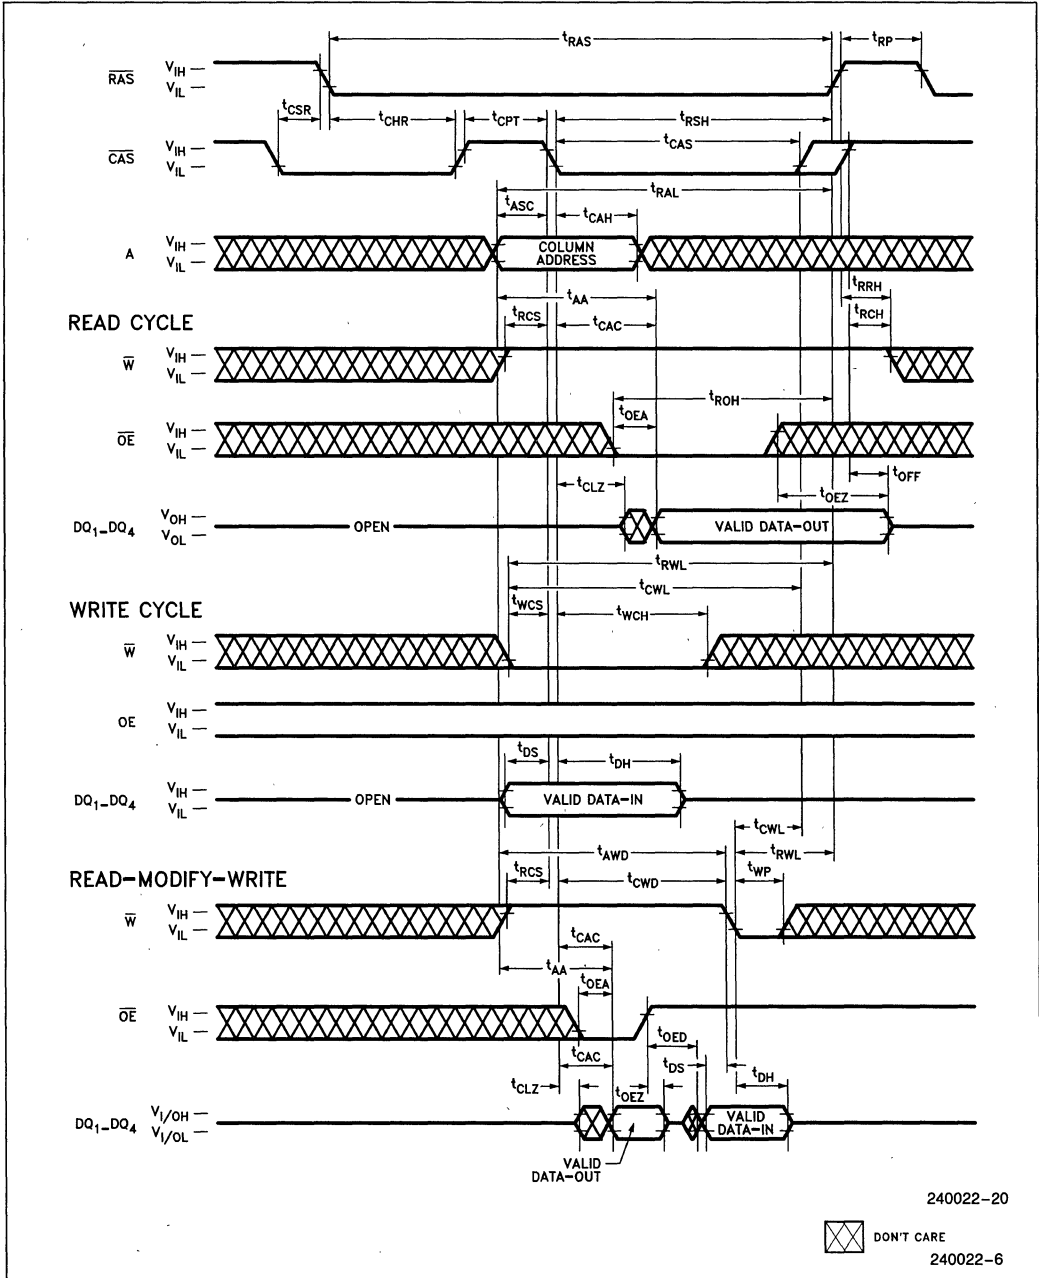 tRAS
tRP
RAS
VIH
VIL
tCSR
tCHR
tCPT
tRSH
CAS
VIH
VIL
tCAS
tRAL
tASC
tCAH
A
VIH
VIL
COLUMN
ADDRESS
tRRH
tAA
READ CYCLE
tRCS
tCAC
tRCH
W
VIH
VIL
tROH
tOEA
OE
VIH
VIL
tOFF
tCLZ
tOEZ
DQ1-DQ4
VOH
VOL
OPEN
VALID DATA-OUT
tRWL
tCWL
WRITE CYCLE
tWCS
tWCH
W
VIH
VIL
OE
VIH
VIL
tDS
tDH
DQ1-DQ4
VIH
VIL
OPEN
VALID DATA-IN
tCWL
tAWD
tRWL
READ-MODIFY-WRITE
tRCS
tCWD
tWP
W
VIH
VIL
tCAC
tAA
tOEA
OE
VIH
VIL
tOED
tCAC
tDS
tDH
tCLZ
tOEZ
DQ1-DQ4
VI/OH
VI/OL
VALID
DATA-IN
VALID
DATA-OUT
240022-20
DON'T CARE
240022-6